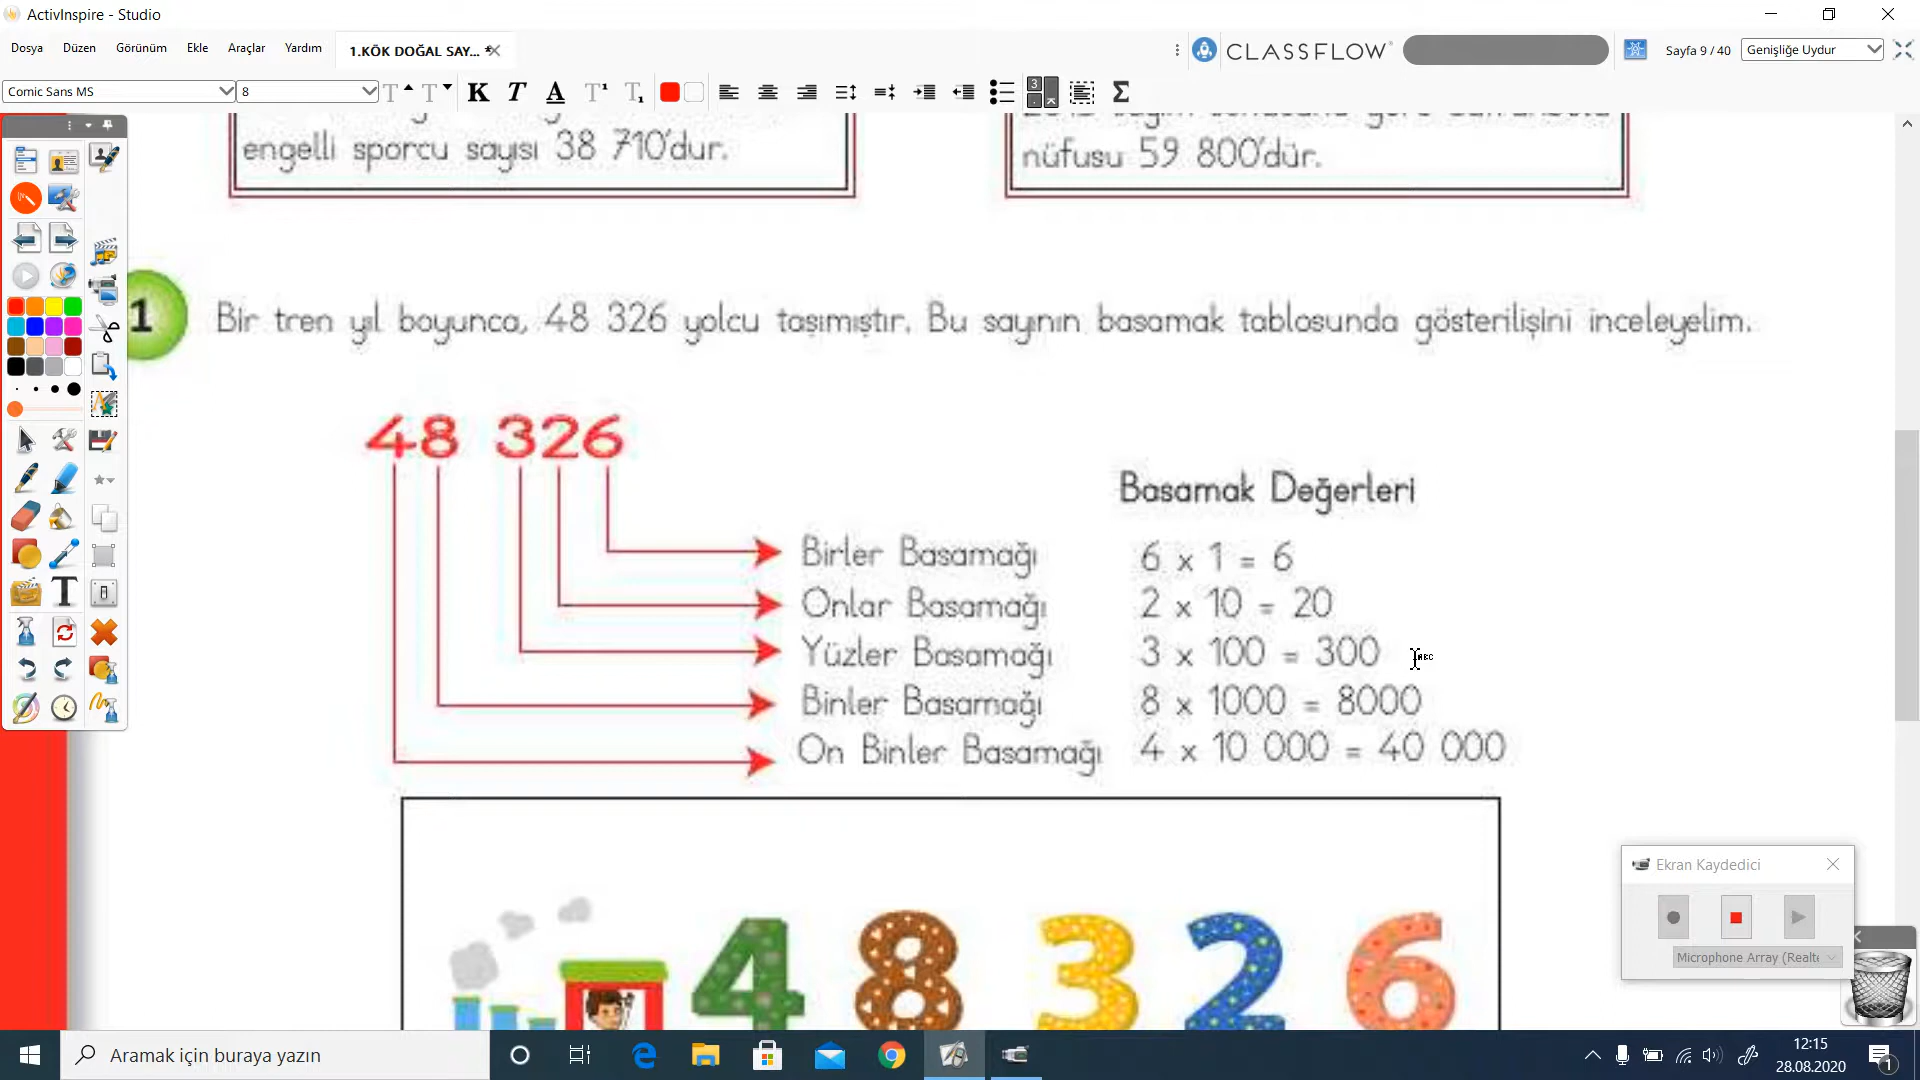 ActivInspire - Studio
Dosya Düzen Görünüm Ekle Araçlar Yardım
1.KÖK DOĞAL SAY... *
CLASSFLOW
Sayfa 9 / 40
Genişliğe Uydur
Comic Sans MS
8
K T A T¹ T₁
engelli sporcu sayısı 38 710'dur.
nüfusu 59 800'dür.
1
Bir tren yıl boyunca, 48 326 yolcu taşımıştır. Bu sayının basamak tablosunda gösterilişini inceleyelim.
48 326
Basamak Değerleri
Birler Basamağı 6 x 1 = 6
Onlar Basamağı 2 x 10 = 20
Yüzler Basamağı 3 x 100 = 300
Binler Basamağı 8 x 1000 = 8000
On Binler Basamağı 4 x 10 000 = 40 000
ABC
4 8 3 2 6
Ekran Kaydedici
Microphone Array (Realte
Aramak için buraya yazın
12:15
28.08.2020
1